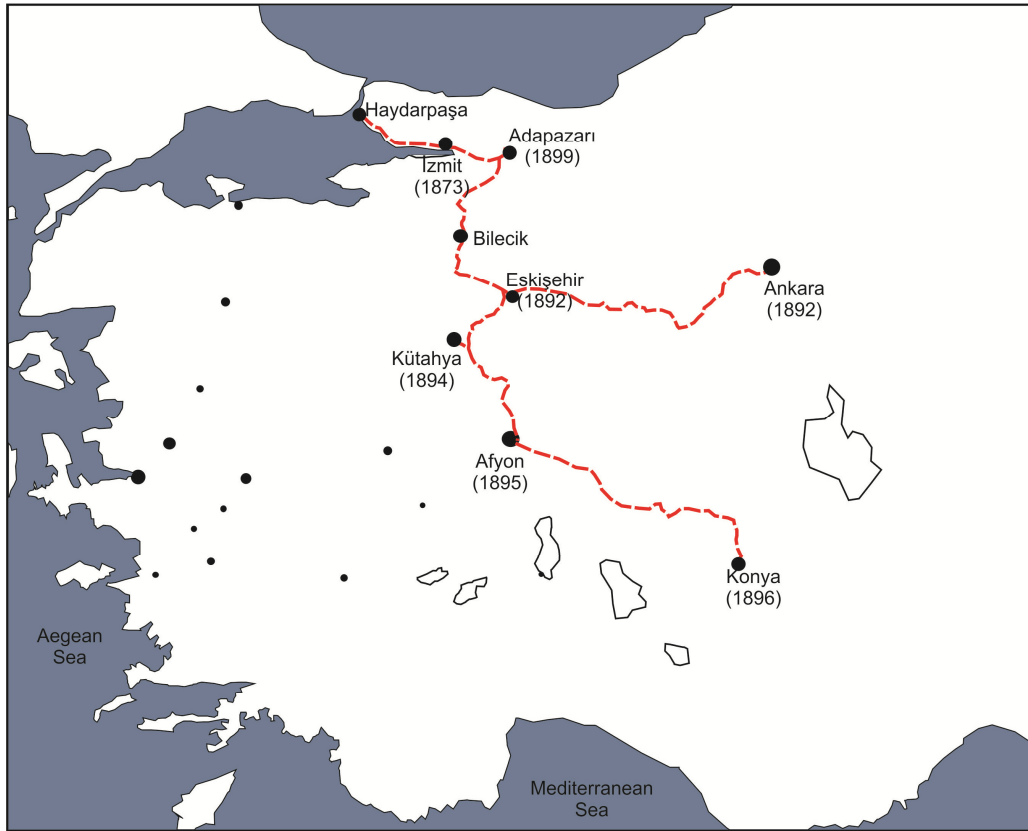 Haydarpaşa
Adapazarı
(1899)
İzmit
(1873)
Bilecik
Eskişehir
(1892)
Ankara
(1892)
Kütahya
(1894)
Afyon
(1895)
Konya
(1896)
Aegean
Sea
Mediterranean
Sea